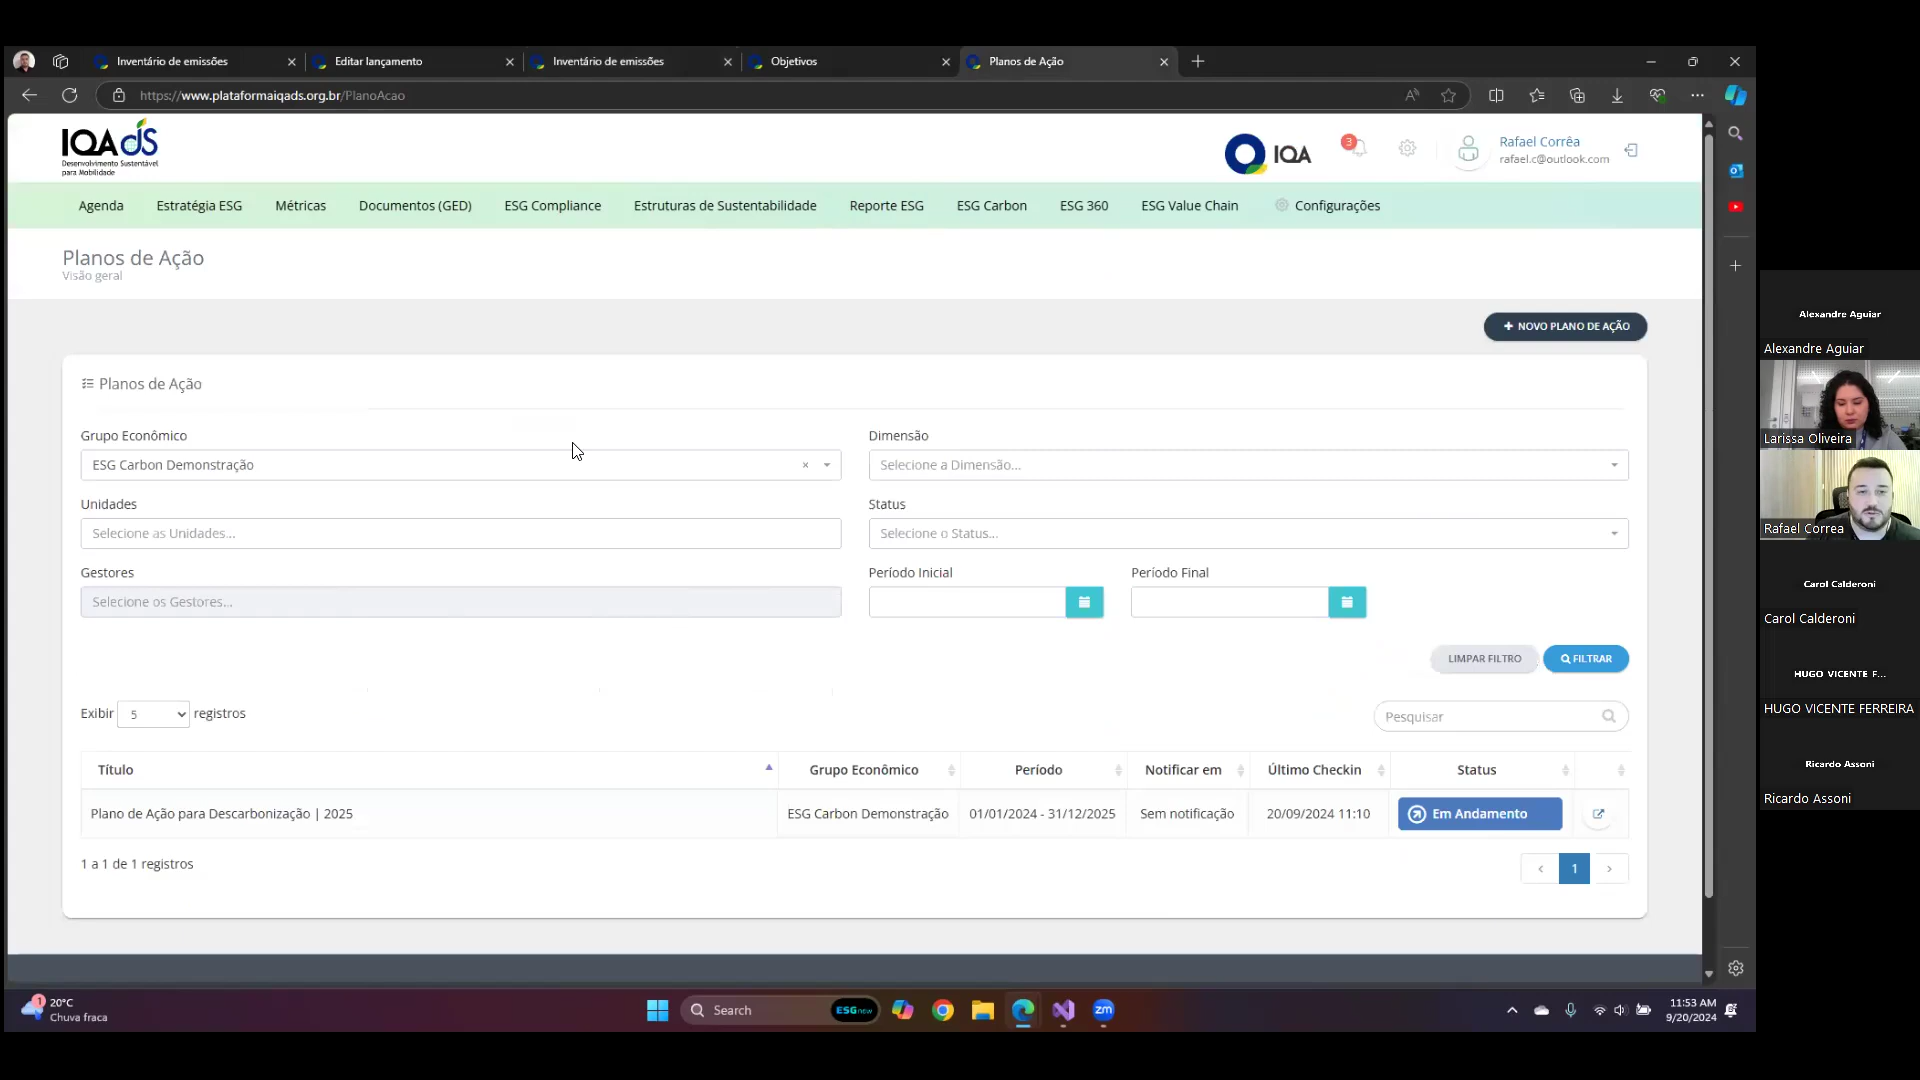 Inventário de emissões
Editar lançamento
Inventário de emissões
Objetivos
Planos de Ação
https://www.plataformaiqads.org.br/PlanoAcao
IQAdS
Desenvolvimento Sustentável
para Mobilidade
IQA
3
Rafael Corrêa
rafael.c@outlook.com
Agenda
Estratégia ESG
Métricas
Documentos (GED)
ESG Compliance
Estruturas de Sustentabilidade
Reporte ESG
ESG Carbon
ESG 360
ESG Value Chain
Configurações
Planos de Ação
Visão geral
+ NOVO PLANO DE AÇÃO
Planos de Ação
Grupo Econômico
Dimensão
ESG Carbon Demonstração
Selecione a Dimensão...
Unidades
Status
Selecione as Unidades...
Selecione o Status...
Gestores
Período Inicial
Período Final
Selecione os Gestores...
LIMPAR FILTRO
FILTRAR
Exibir 5 registros
Pesquisar
Título
Grupo Econômico
Período
Notificar em
Último Checkin
Status
Plano de Ação para Descarbonização | 2025
ESG Carbon Demonstração
01/01/2024 - 31/12/2025
Sem notificação
20/09/2024 11:10
Em Andamento
1 a 1 de 1 registros
1
Alexandre Aguiar
Alexandre Aguiar
Larissa Oliveira
Rafael Correa
Carol Calderoni
Carol Calderoni
HUGO VICENTE F...
HUGO VICENTE FERREIRA
Ricardo Assoni
Ricardo Assoni
1
20°C
Chuva fraca
Search
ESGnow
zm
11:53 AM
9/20/2024